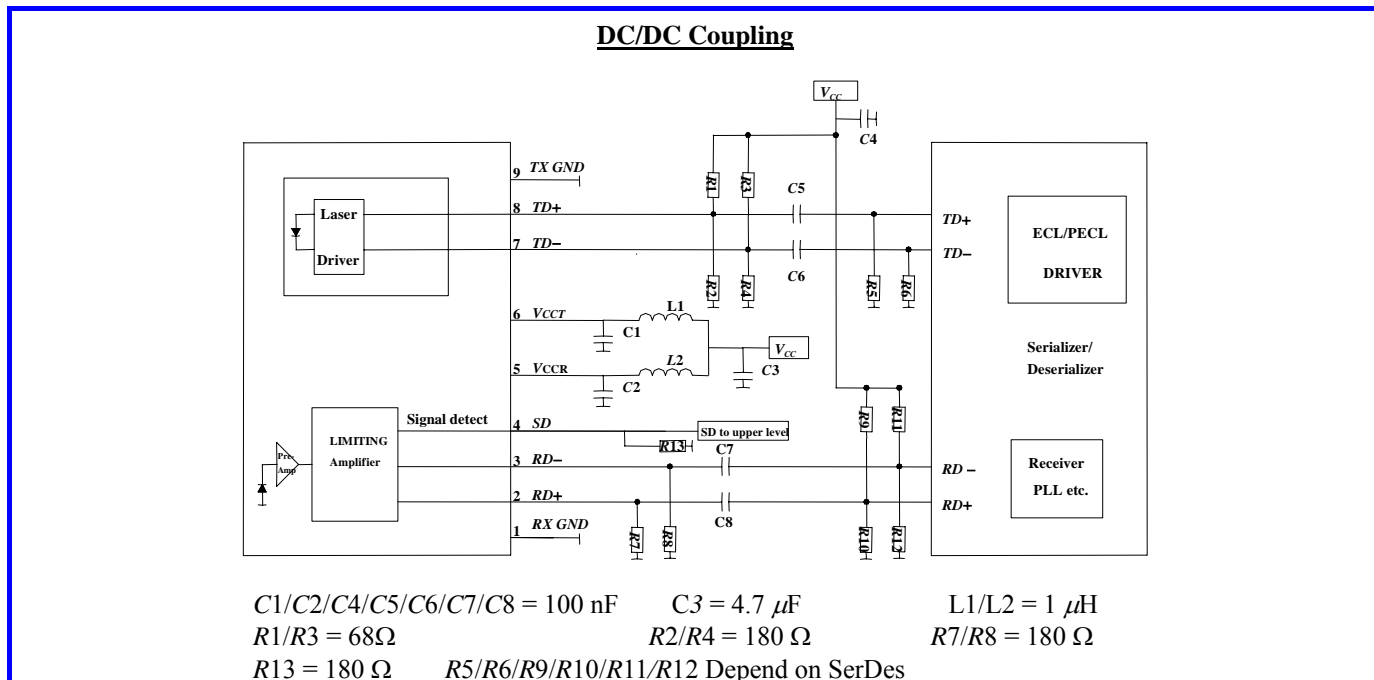 DC/DC Coupling
VCC
C4
9 TX GND
R1
R3
C5
Laser
Driver
8 TD+
TD+
7 TD−
TD−
C6
ECL/PECL
DRIVER
R2
R4
R5
R6
6 VCCT
C1
L1
VCC
C3
5 VCCR
C2
L2
Serializer/
Deserializer
Signal detect
4 SD
SD to upper level
R13
R9
R11
Pre-
Amp
LIMITING
Amplifier
3 RD−
C7
RD −
2 RD+
C8
RD+
Receiver
PLL etc.
1 RX GND
R7
R8
R10
R12
C1/C2/C4/C5/C6/C7/C8 = 100 nF C3 = 4.7 µF L1/L2 = 1 µH
R1/R3 = 68Ω R2/R4 = 180 Ω R7/R8 = 180 Ω
R13 = 180 Ω R5/R6/R9/R10/R11/R12 Depend on SerDes